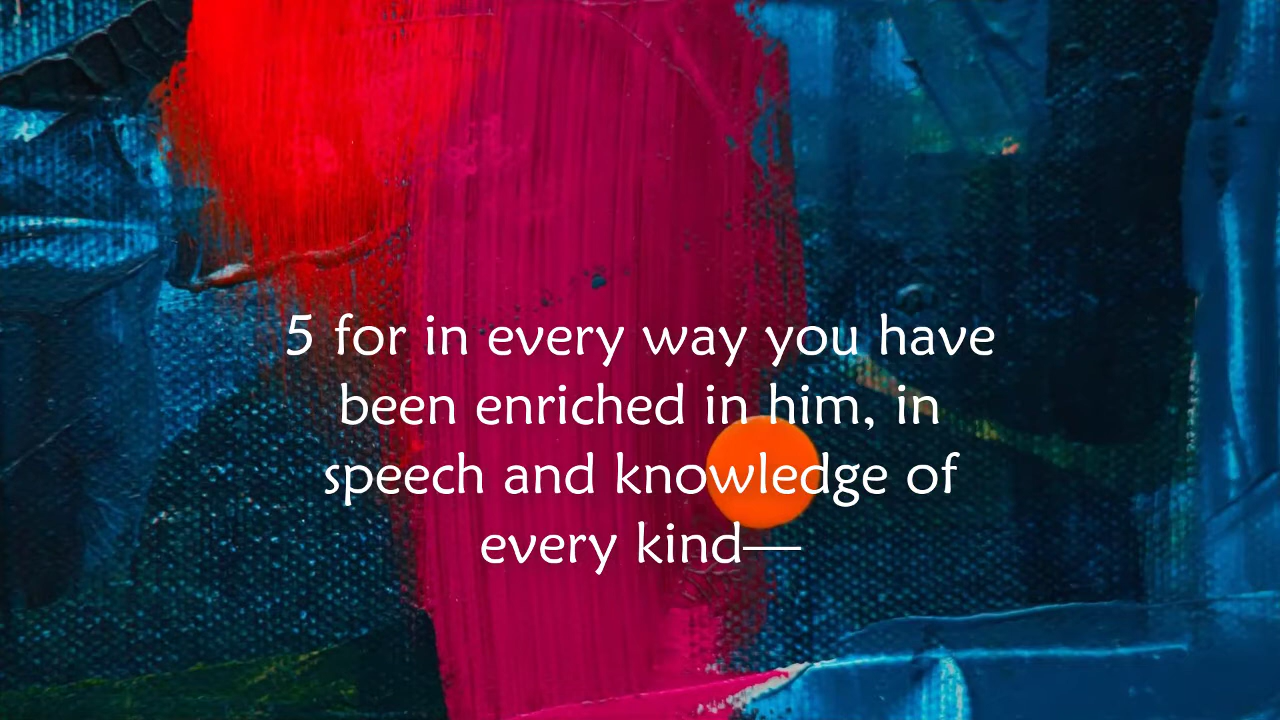 5 for in every way you have
been enriched in him, in
speech and knowledge of
every kind—